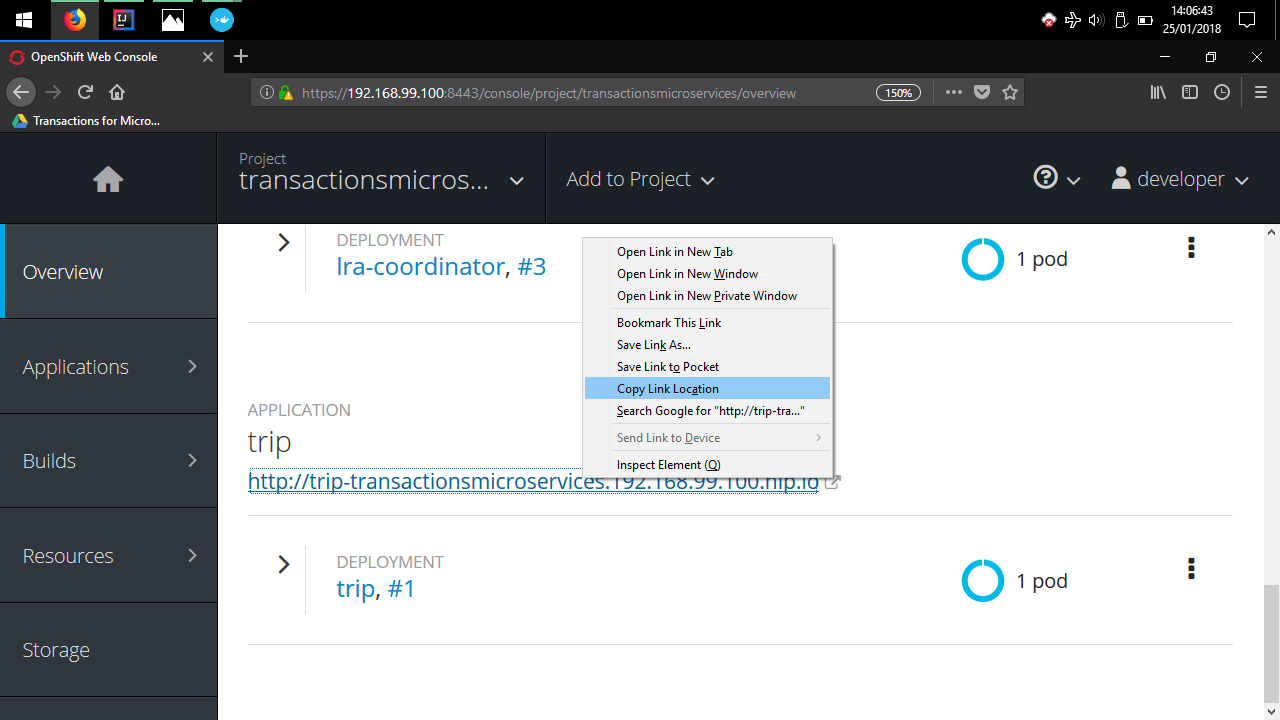 14:06:43
25/01/2018
OpenShift Web Console
https://192.168.99.100:8443/console/project/transactionsmicroservices/overview
150%
Transactions for Micro...
Project
transactionsmicros...
Add to Project
developer
Overview
Applications
Builds
Resources
Storage
DEPLOYMENT
lra-coordinator, #3
1 pod
Open Link in New Tab
Open Link in New Window
Open Link in New Private Window
Bookmark This Link
Save Link As...
Save Link to Pocket
Copy Link Location
Search Google for "http://trip-tra..."
Send Link to Device
Inspect Element (Q)
APPLICATION
trip
http://trip-transactionsmicroservices.192.168.99.100.nip.io
DEPLOYMENT
trip, #1
1 pod